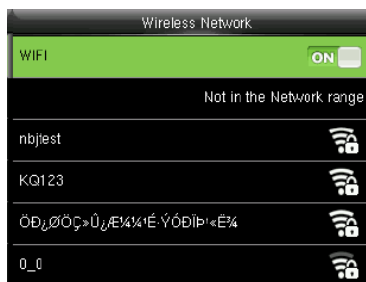 Wireless Network
WIFI ON
Not in the Network range
nbjtest
KQ123
ÖÐ¿ØÖÇ»Û¿Æ¼¼¹É·ÝÓÐÏÞ¹«Ë¾
0_0